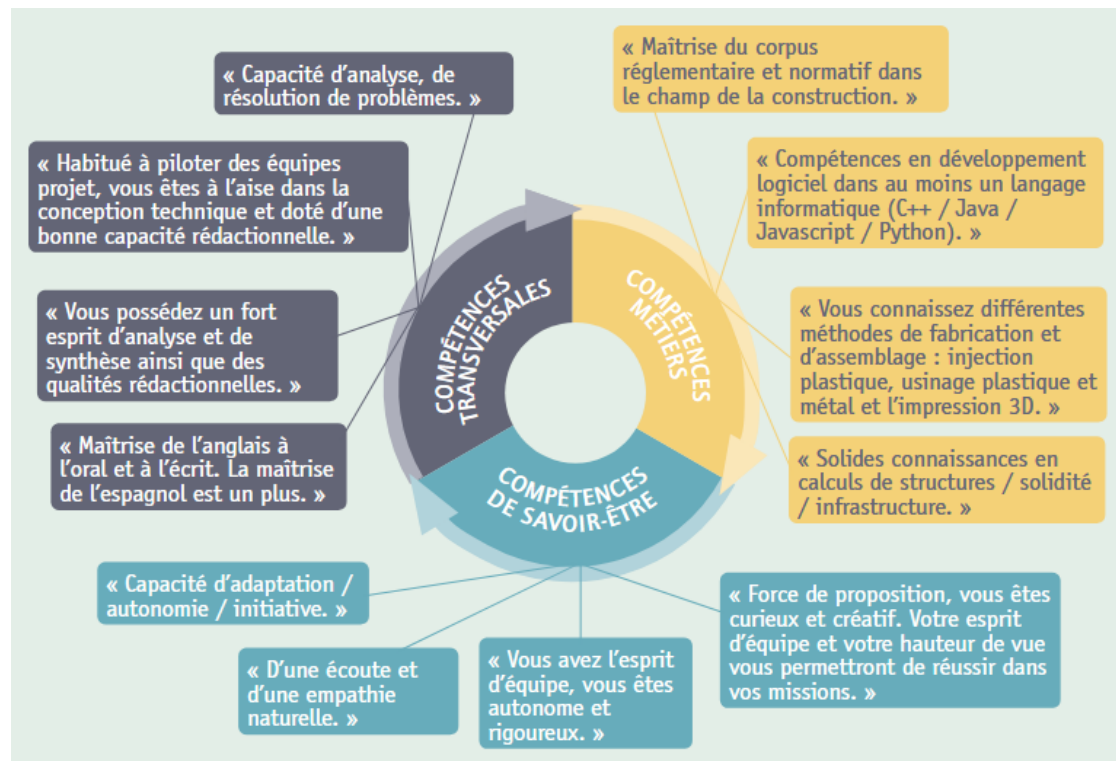 « Capacité d'analyse, de
résolution de problèmes. »
« Habitué à piloter des équipes
projet, vous êtes à l'aise dans la
conception technique et doté d'une
bonne capacité rédactionnelle. »
« Vous possédez un fort
esprit d'analyse et de
synthèse ainsi que des
qualités rédactionnelles. »
« Maîtrise de l'anglais à
l'oral et à l'écrit. La maîtrise
de l'espagnol est un plus. »
COMPÉTENCES
TRANSVERSALES
« Maîtrise du corpus
réglementaire et normatif dans
le champ de la construction. »
« Compétences en développement
logiciel dans au moins un langage
informatique (C++ / Java /
Javascript / Python). »
« Vous connaissez différentes
méthodes de fabrication et
d'assemblage : injection
plastique, usinage plastique et
métal et l'impression 3D. »
« Solides connaissances en
calculs de structures / solidité
/ infrastructure. »
COMPÉTENCES
MÉTIERS
COMPÉTENCES
DE SAVOIR-ÊTRE
« Capacité d'adaptation /
autonomie / initiative. »
« D'une écoute et
d'une empathie
naturelle. »
« Vous avez l'esprit
d'équipe, vous êtes
autonome et
rigoureux. »
« Force de proposition, vous êtes
curieux et créatif. Votre esprit
d'équipe et votre hauteur de vue
vous permettront de réussir dans
vos missions. »